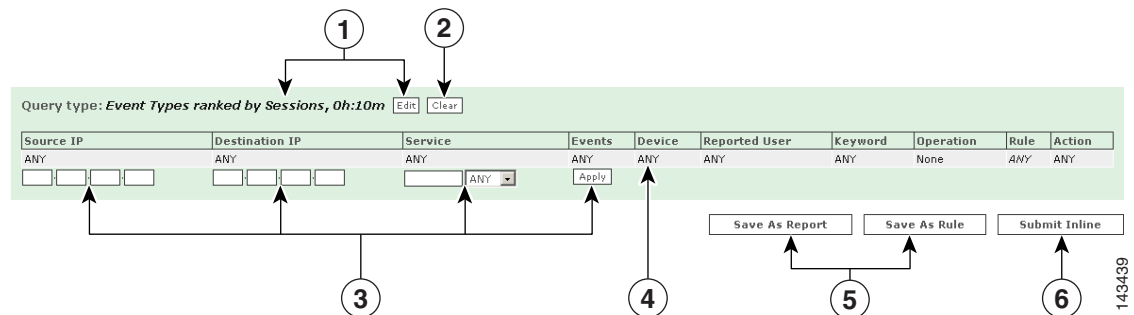 1 2
Query type: Event Types ranked by Sessions, 0h:10m Edit Clear
Source IP Destination IP Service Events Device Reported User Keyword Operation Rule Action
ANY ANY ANY ANY ANY ANY ANY None ANY ANY
ANY Apply
Save As Report Save As Rule Submit Inline
3 4 5 6
143439